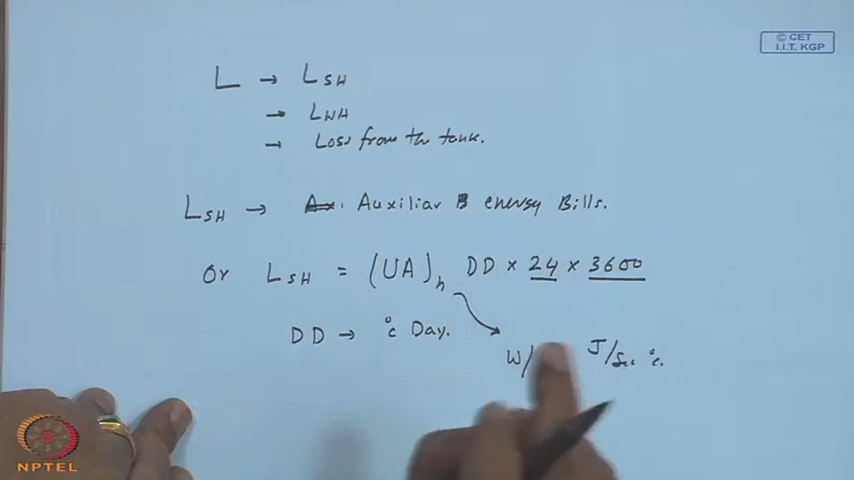 © CET
I.I.T. KGP
L → LSH
→ LWH
→ Loss from the tank.
LSH → Auxiliar energy Bills.
Or LSH = (UA)h DD × 24 × 3600
DD → °C Day.
W/ J/Sec °c.
NPTEL